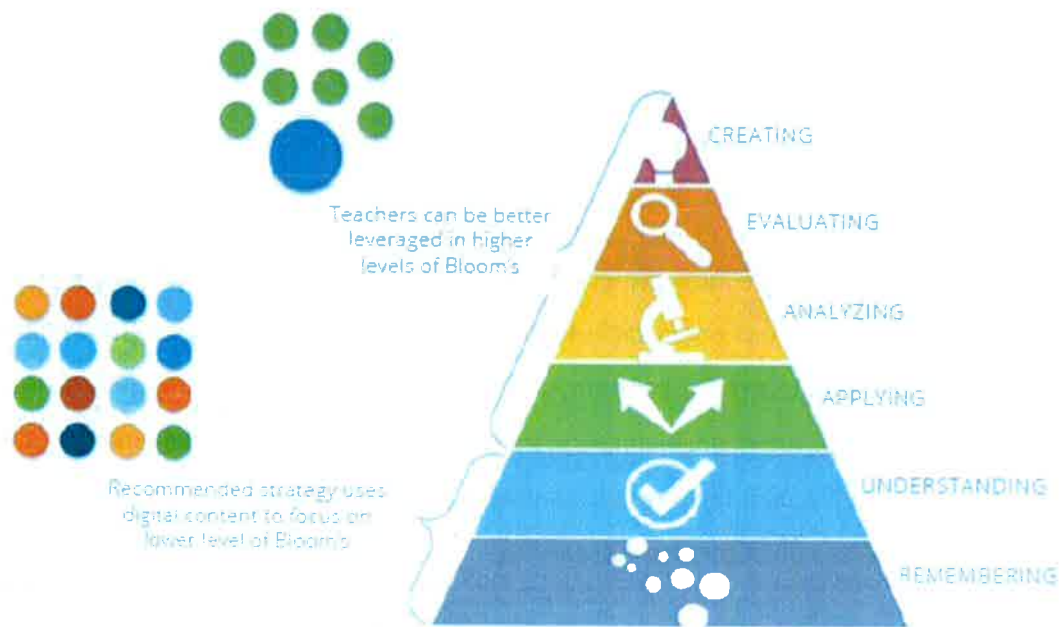 CREATING
Teachers can be better
leveraged in higher
levels of Bloom's
EVALUATING
ANALYZING
APPLYING
Recommended strategy uses
digital content to focus on
lower level of Bloom's
UNDERSTANDING
REMEMBERING